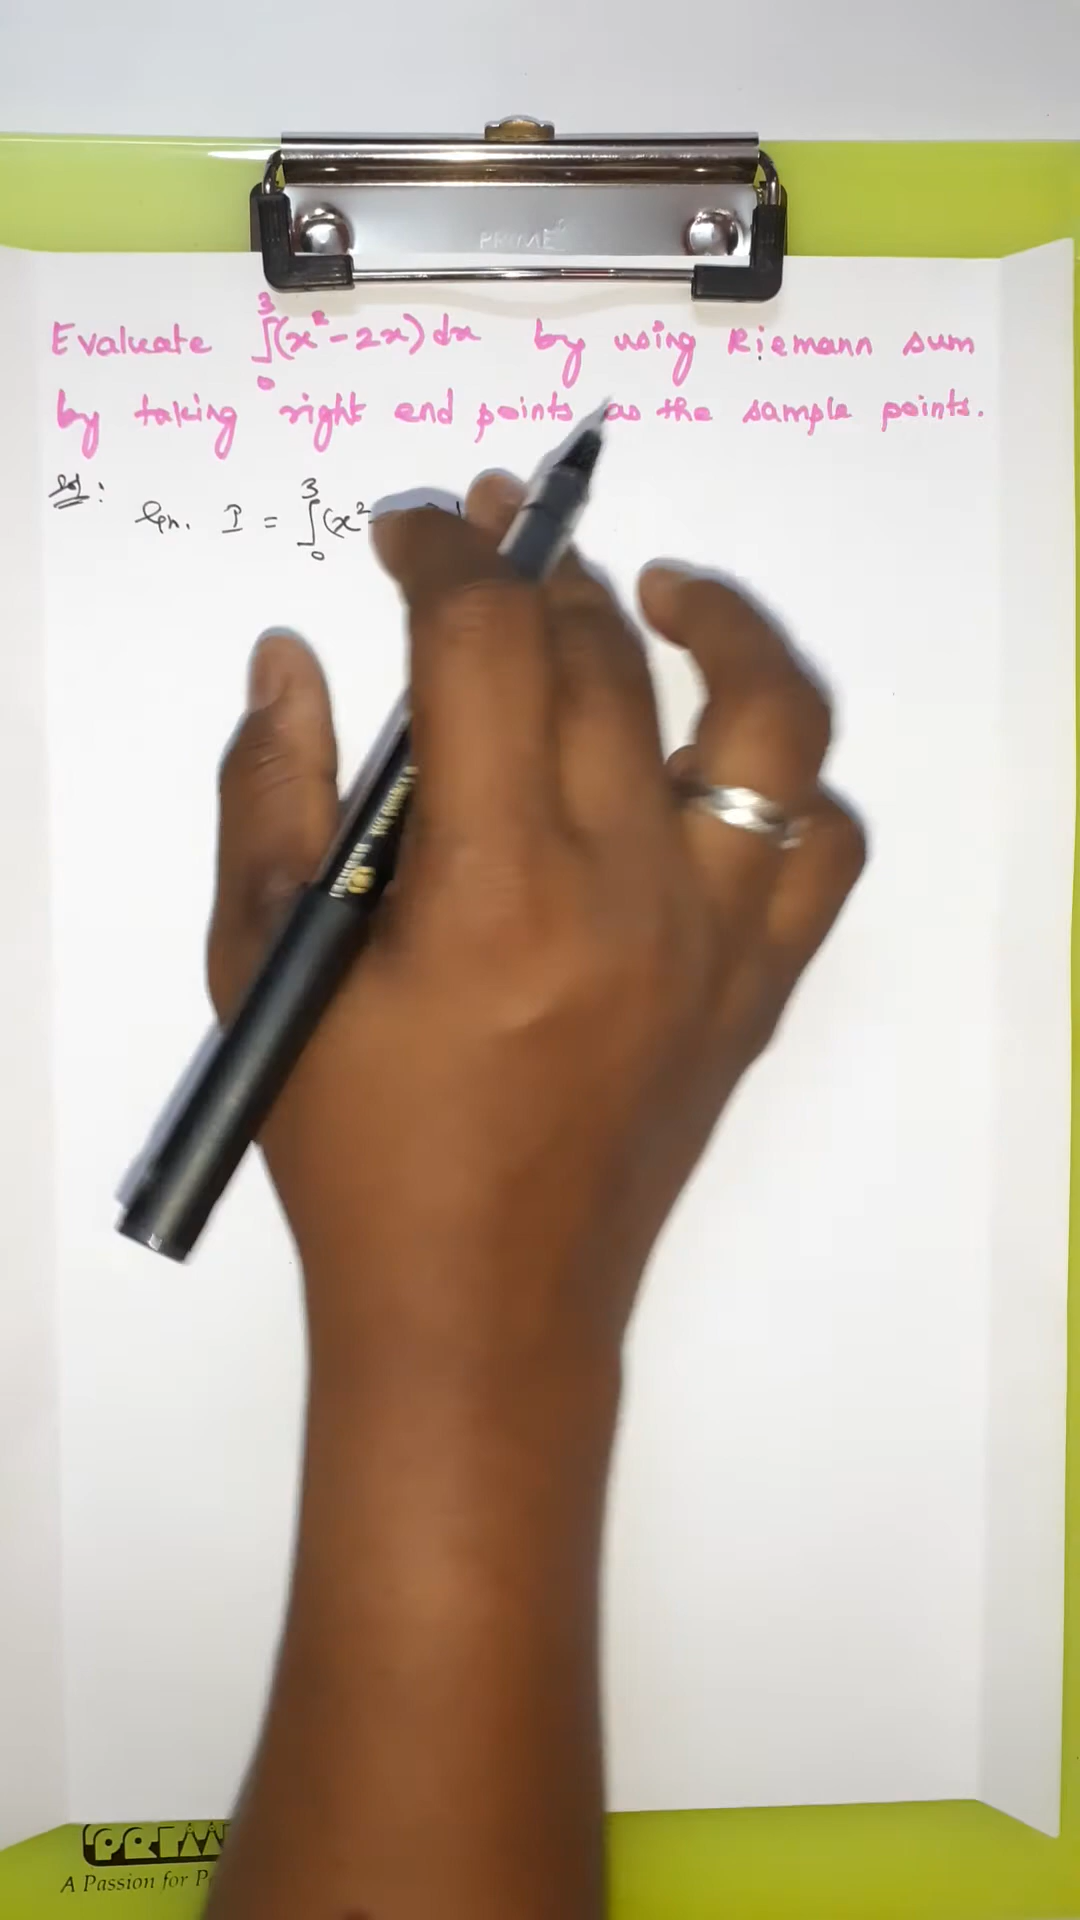 PRIME
Evaluate ∫₀³(x²-2x)dx by using Riemann sum
by taking right end points as the sample points.
Sol:
Gn. I = ∫₀³(x²
A Passion for